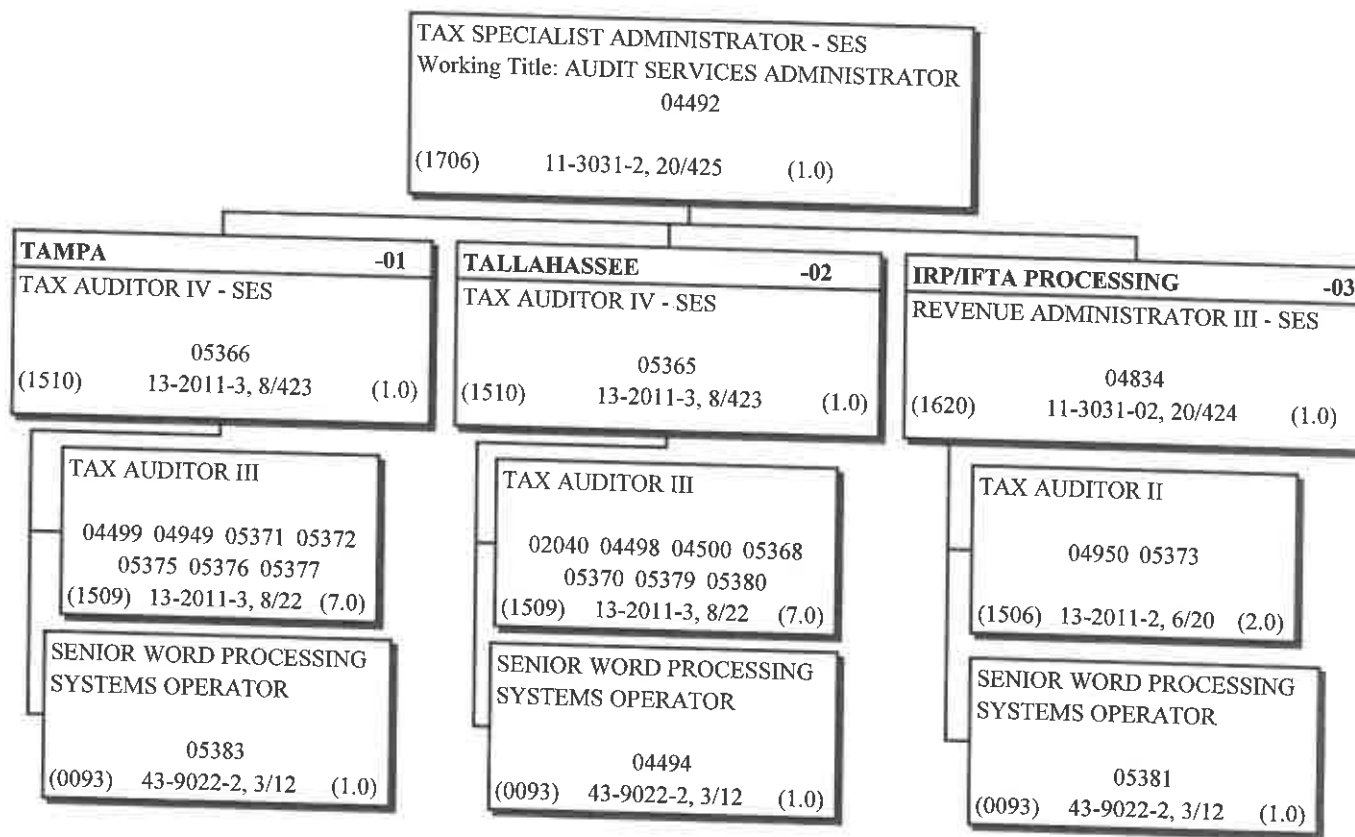 TAX SPECIALIST ADMINISTRATOR - SES
Working Title: AUDIT SERVICES ADMINISTRATOR
04492
(1706) 11-3031-2, 20/425 (1.0)
TAMPA -01
TAX AUDITOR IV - SES
05366
(1510) 13-2011-3, 8/423 (1.0)
TAX AUDITOR III
04499 04949 05371 05372
05375 05376 05377
(1509) 13-2011-3, 8/22 (7.0)
SENIOR WORD PROCESSING
SYSTEMS OPERATOR
05383
(0093) 43-9022-2, 3/12 (1.0)
TALLAHASSEE -02
TAX AUDITOR IV - SES
05365
(1510) 13-2011-3, 8/423 (1.0)
TAX AUDITOR III
02040 04498 04500 05368
05370 05379 05380
(1509) 13-2011-3, 8/22 (7.0)
SENIOR WORD PROCESSING
SYSTEMS OPERATOR
04494
(0093) 43-9022-2, 3/12 (1.0)
IRP/IFTA PROCESSING -03
REVENUE ADMINISTRATOR III - SES
04834
(1620) 11-3031-02, 20/424 (1.0)
TAX AUDITOR II
04950 05373
(1506) 13-2011-2, 6/20 (2.0)
SENIOR WORD PROCESSING
SYSTEMS OPERATOR
05381
(0093) 43-9022-2, 3/12 (1.0)